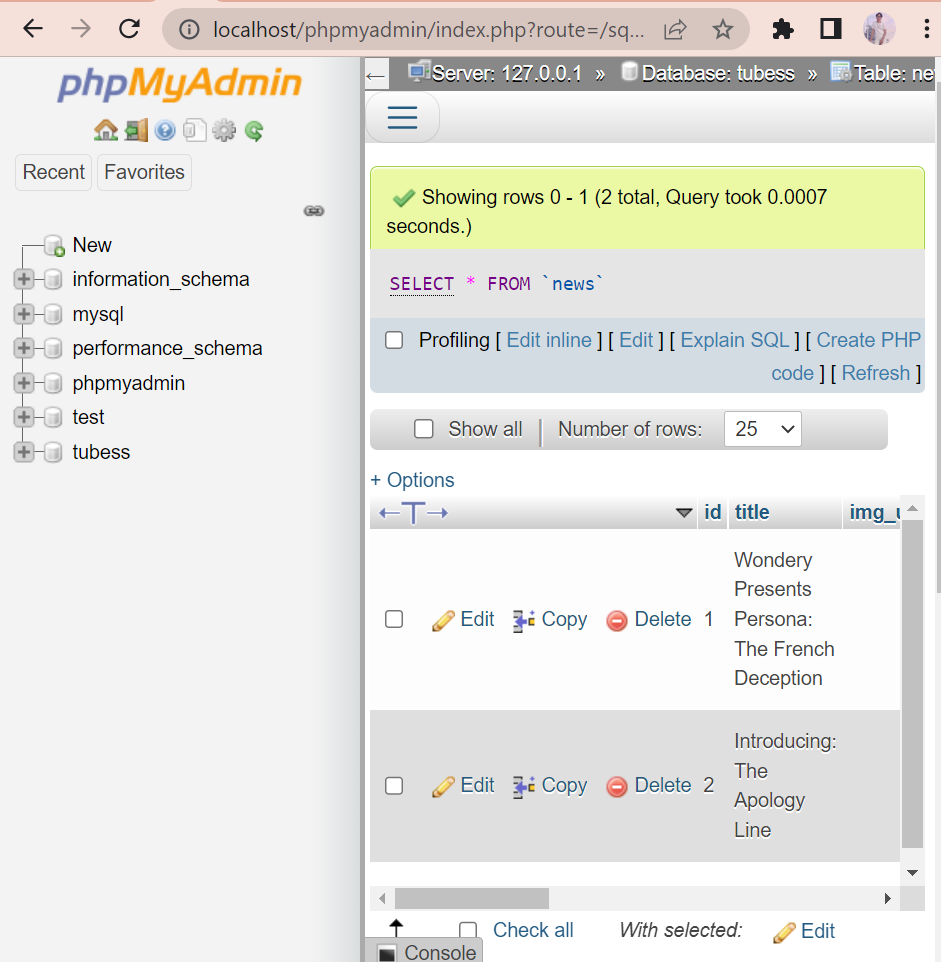 localhost/phpmyadmin/index.php?route=/sq...
phpMyAdmin
Recent
Favorites
New
information_schema
mysql
performance_schema
phpmyadmin
test
tubess
Server: 127.0.0.1 » Database: tubess » Table: ne
Showing rows 0 - 1 (2 total, Query took 0.0007
seconds.)
SELECT * FROM `news`
Profiling [ Edit inline ] [ Edit ] [ Explain SQL ] [ Create PHP
code ] [ Refresh ]
Show all | Number of rows: 25
+ Options
id title img_u
Wondery
Presents
Edit Copy Delete 1 Persona:
The French
Deception
Introducing:
The
Edit Copy Delete 2 Apology
Line
Check all With selected: Edit
Console